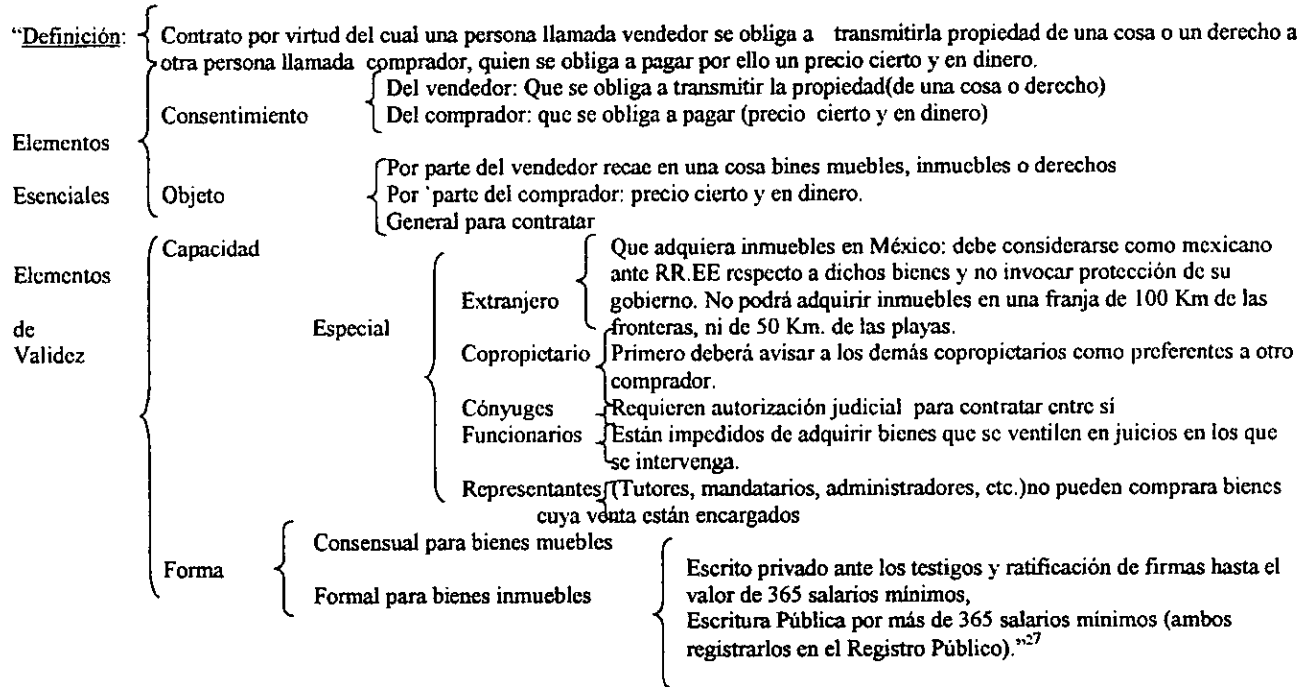 “Definición: Contrato por virtud del cual una persona llamada vendedor se obliga a transmitirla propiedad de una cosa o un derecho a
otra persona llamada comprador, quien se obliga a pagar por ello un precio cierto y en dinero.
Del vendedor: Que se obliga a transmitir la propiedad(de una cosa o derecho)
Consentimiento
Del comprador: que se obliga a pagar (precio cierto y en dinero)
Elementos
Por parte del vendedor recae en una cosa bines muebles, inmuebles o derechos
Esenciales Objeto Por parte del comprador: precio cierto y en dinero.
General para contratar
Capacidad Que adquiera inmuebles en México: debe considerarse como mexicano
Elementos ante RR.EE respecto a dichos bienes y no invocar protección de su
Extranjero gobierno. No podrá adquirir inmuebles en una franja de 100 Km de las
de Especial fronteras, ni de 50 Km. de las playas.
Validez Copropictario Primero deberá avisar a los demás copropictarios como preferentes a otro
comprador.
Cónyuges Requieren autorización judicial para contratar entre sí
Funcionarios Están impedidos de adquirir bienes que se ventilen en juicios en los que
se intervenga.
Representantes (Tutores, mandatarios, administradores, etc.)no pueden comprara bienes
cuya venta están encargados
Consensual para bienes muebles
Forma Escrito privado ante los testigos y ratificación de firmas hasta el
Formal para bienes inmuebles valor de 365 salarios mínimos,
Escritura Pública por más de 365 salarios mínimos (ambos
registrarlos en el Registro Público).”27